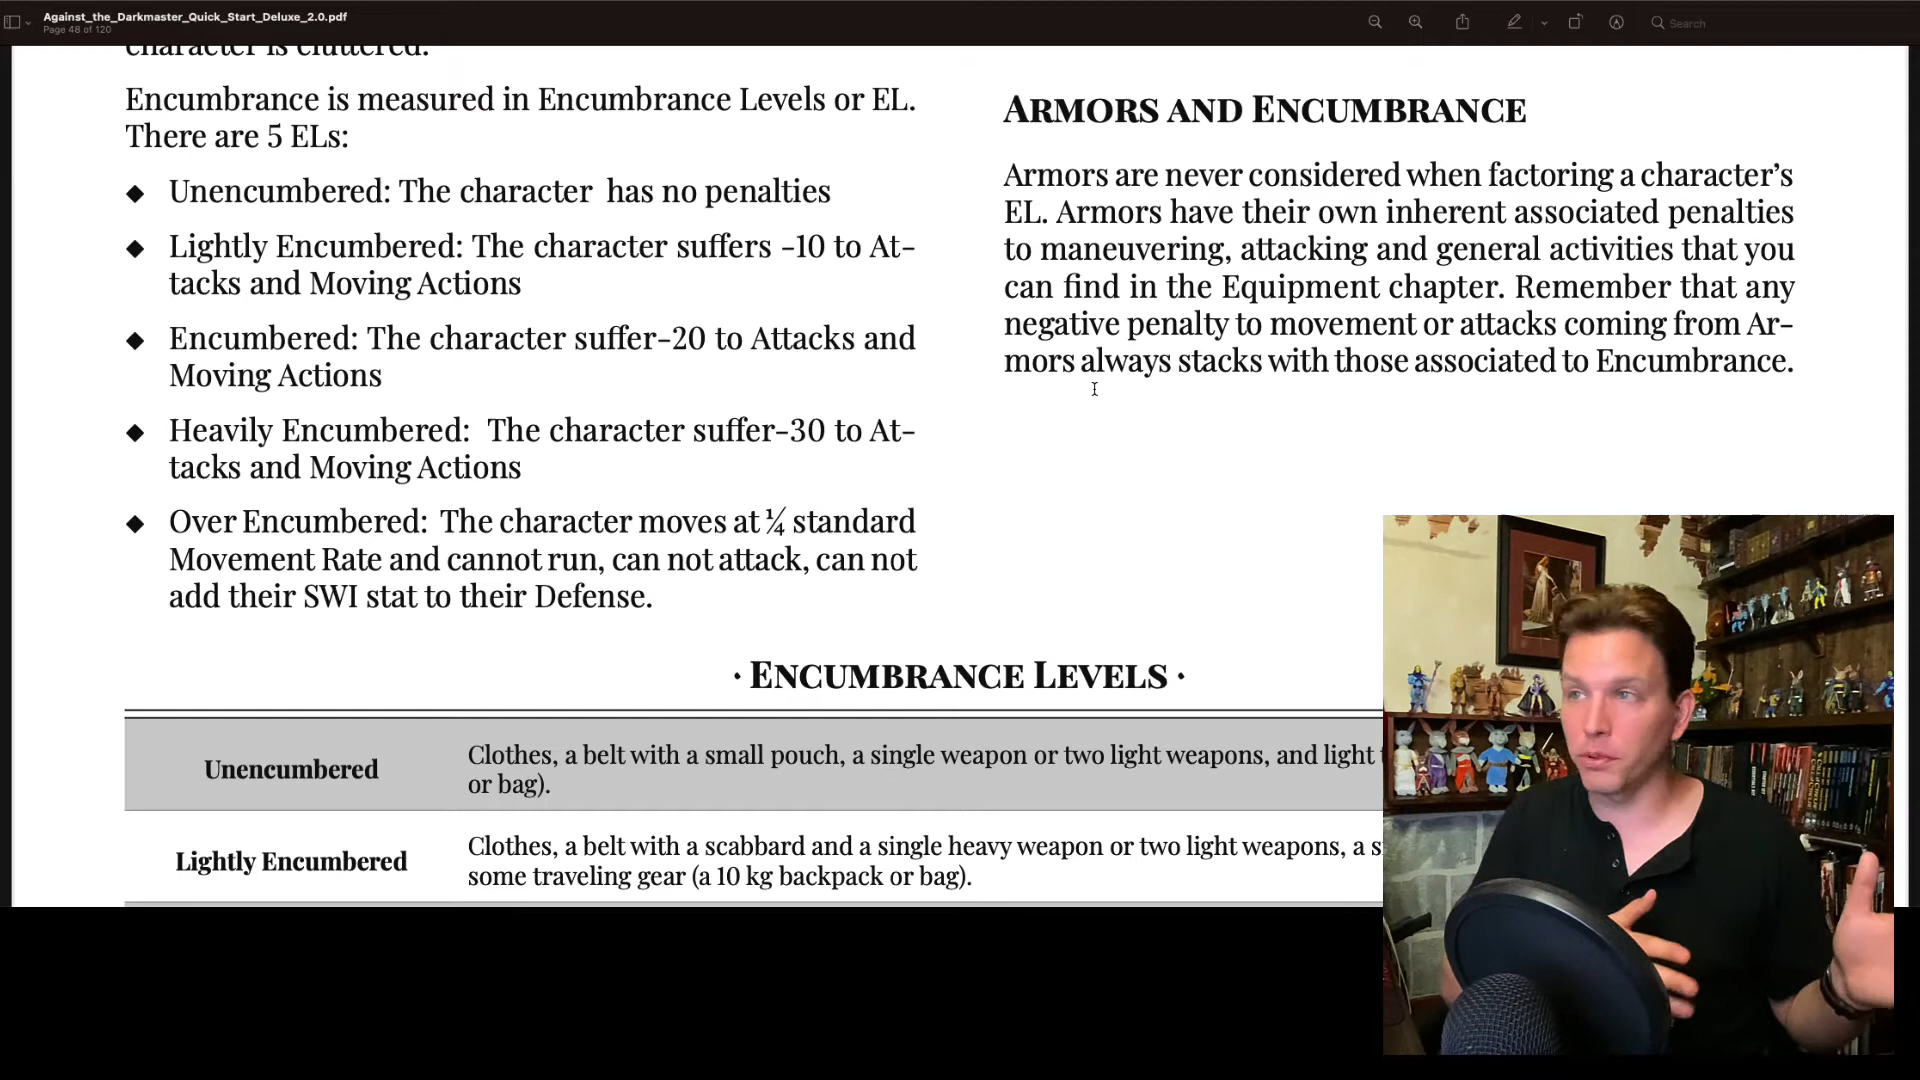 Against_the_Darkmaster_Quick_Start_Deluxe_2.0.pdf
Page 48 of 120
Search
character is cluttered.
Encumbrance is measured in Encumbrance Levels or EL.
There are 5 ELs:
◆ Unencumbered: The character has no penalties
◆ Lightly Encumbered: The character suffers -10 to At-
tacks and Moving Actions
◆ Encumbered: The character suffer-20 to Attacks and
Moving Actions
◆ Heavily Encumbered: The character suffer-30 to At-
tacks and Moving Actions
◆ Over Encumbered: The character moves at ¼ standard
Movement Rate and cannot run, can not attack, can not
add their SWI stat to their Defense.
ARMORS AND ENCUMBRANCE
Armors are never considered when factoring a character’s
EL. Armors have their own inherent associated penalties
to maneuvering, attacking and general activities that you
can find in the Equipment chapter. Remember that any
negative penalty to movement or attacks coming from Ar-
mors always stacks with those associated to Encumbrance.
· ENCUMBRANCE LEVELS ·
Unencumbered
Clothes, a belt with a small pouch, a single weapon or two light weapons, and light
or bag).
Lightly Encumbered
Clothes, a belt with a scabbard and a single heavy weapon or two light weapons, a
some traveling gear (a 10 kg backpack or bag).